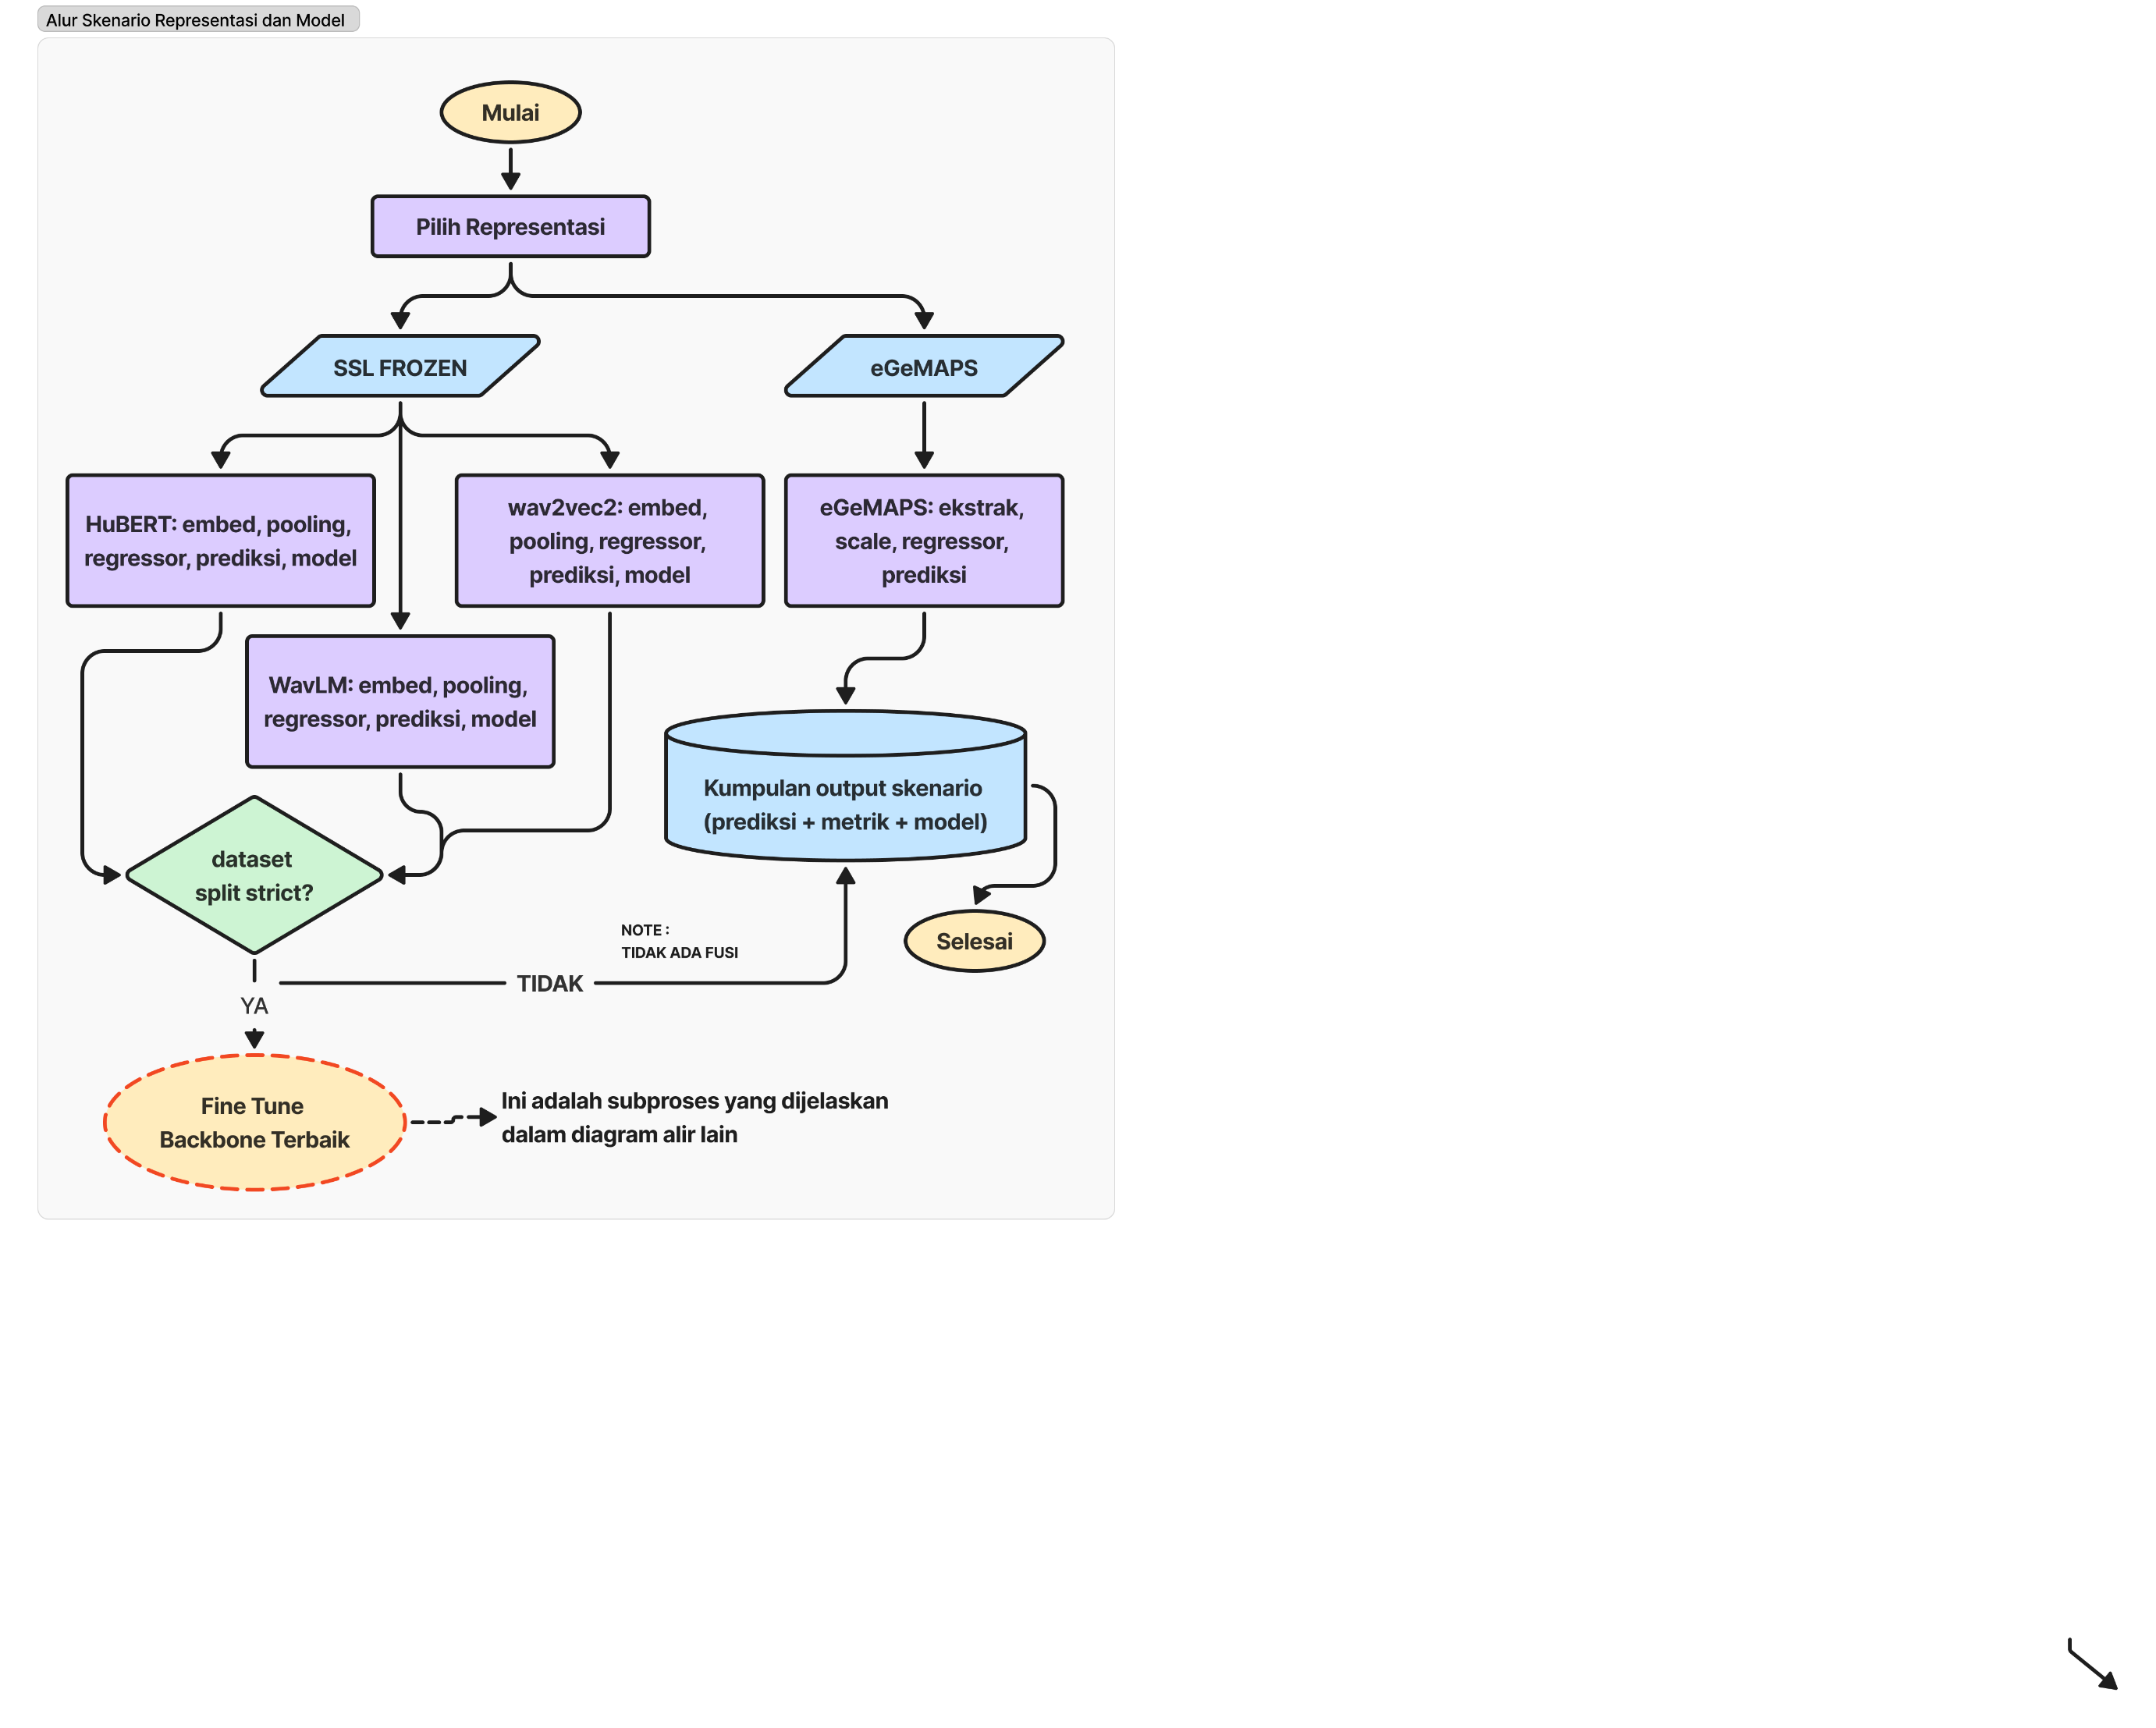 Alur Skenario Representasi dan Model
Mulai
Pilih Representasi
SSL FROZEN
eGeMAPS
HuBERT: embed, pooling,
regressor, prediksi, model
wav2vec2: embed,
pooling, regressor,
prediksi, model
eGeMAPS: ekstrak,
scale, regressor,
prediksi
WavLM: embed, pooling,
regressor, prediksi, model
Kumpulan output skenario
(prediksi + metrik + model)
dataset
split strict?
NOTE :
TIDAK ADA FUSI
Selesai
TIDAK
YA
Fine Tune
Backbone Terbaik
Ini adalah subproses yang dijelaskan
dalam diagram alir lain